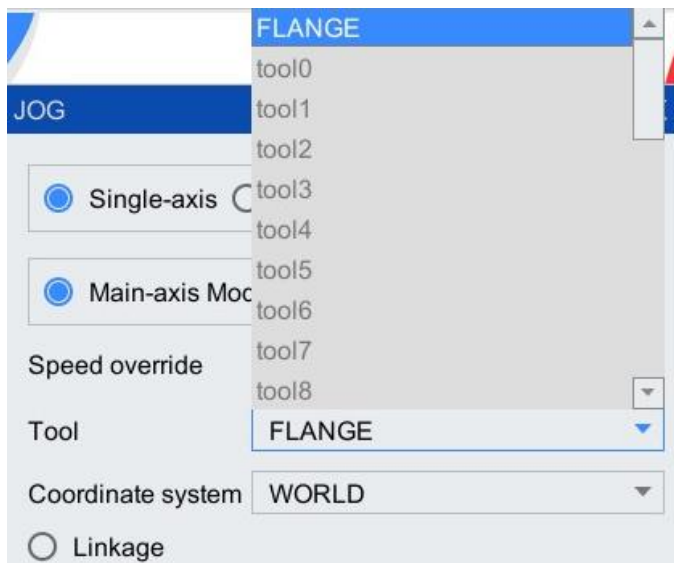 FLANGE
tool0
JOG
tool1
tool2
Single-axis
tool3
tool4
tool5
Main-axis
tool6
Speed override
tool7
tool8
Tool
FLANGE
Coordinate system
WORLD
Linkage